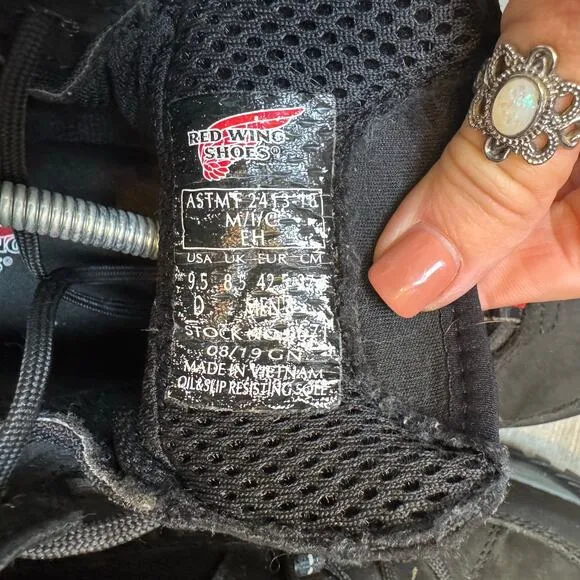 RED WING
SHOES®
ASTM F 2413-18
M/I/C
EH
USA UK EUR CM
9.5 8.5 42.5
D MEN'S
STOCK NO.
08/19 GN
MADE IN VIETNAM
OIL&SLIP RESISTING SOLE